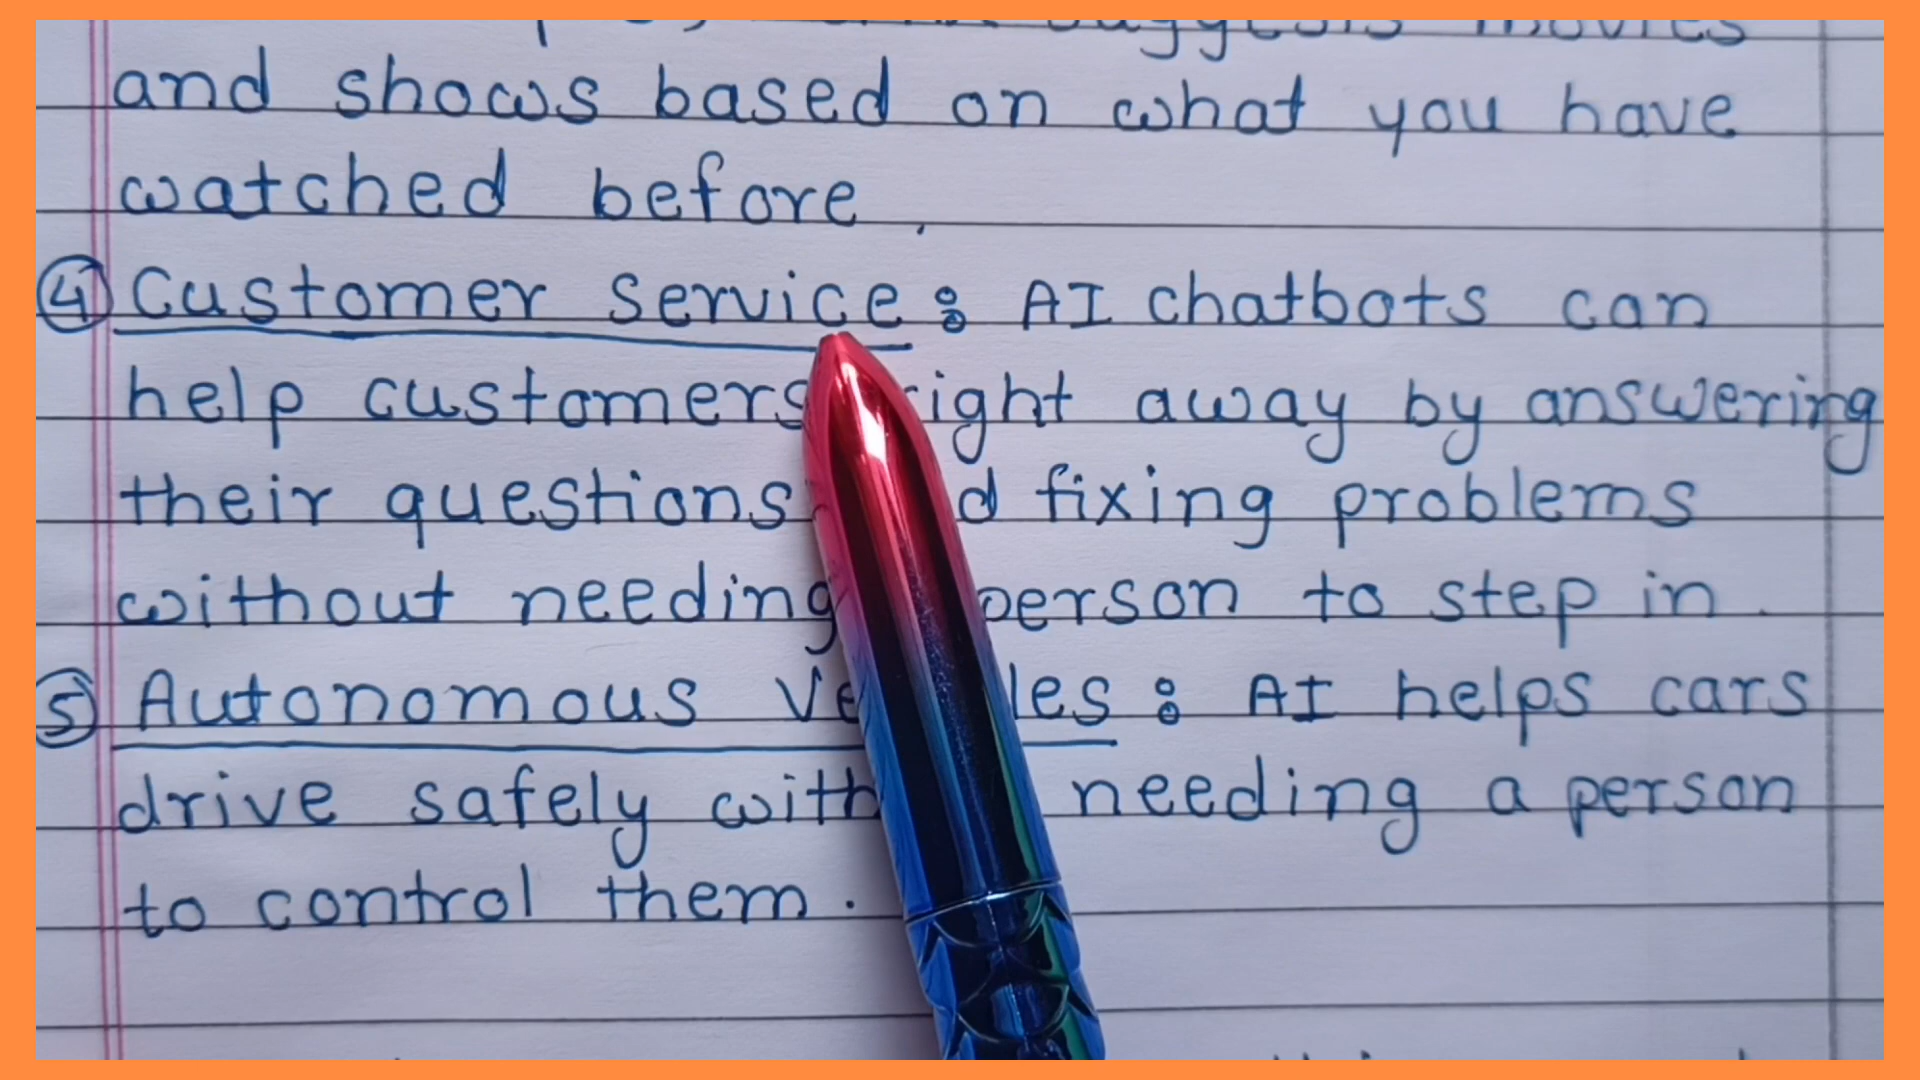 suggests movies
and shows based on what you have
watched before.
④ Customer Service : AI chatbots can
help customers right away by answering
their questions d fixing problems
without needing person to step in.
⑤ Autonomous Ve les : AI helps cars
drive safely with needing a person
to control them.